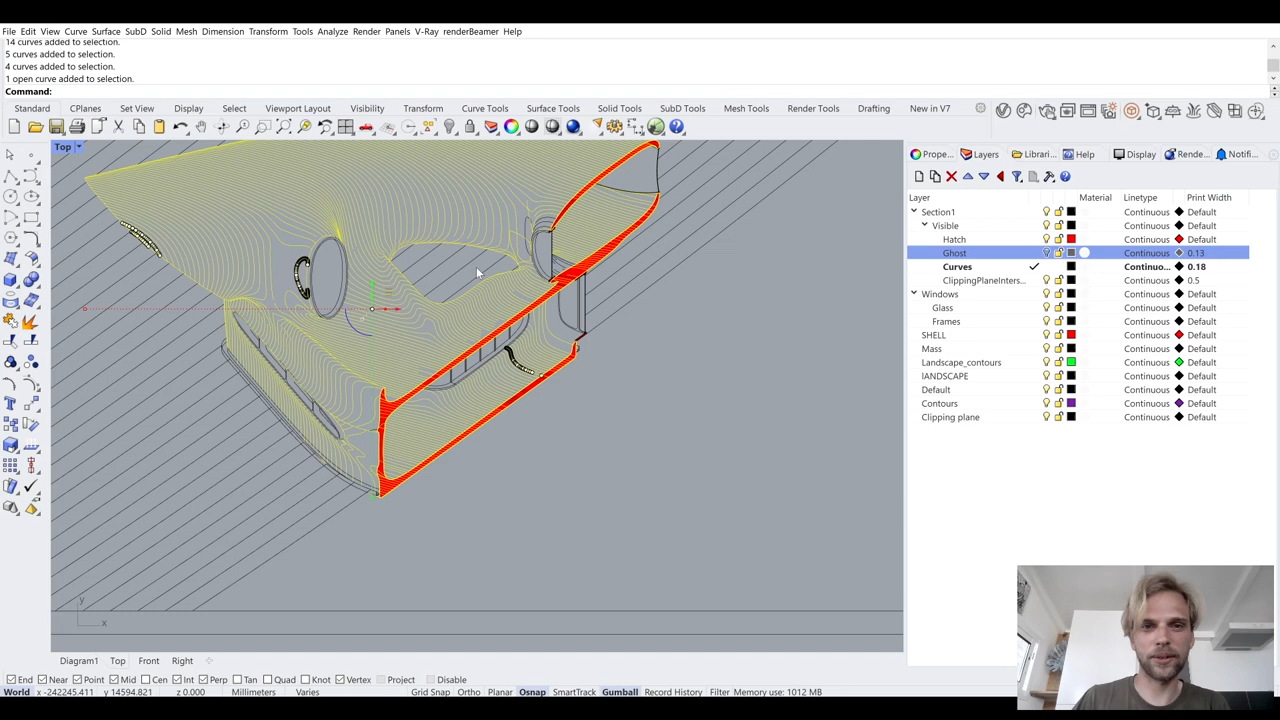 File Edit View Curve Surface SubD Solid Mesh Dimension Transform Tools Analyze Render Panels V-Ray renderBeamer Help
14 curves added to selection.
5 curves added to selection.
4 curves added to selection.
1 open curve added to selection.
Command:
Standard CPlanes Set View Display Select Viewport Layout Visibility Transform Curve Tools Surface Tools Solid Tools SubD Tools Mesh Tools Render Tools Drafting New in V7
Top
Prope... Layers Librari... Help Display Rende... Notifi...
Layer Material Linetype Print Width
Section1 Continuous Default
Visible Continuous Default
Hatch Continuous Default
Ghost Continuous 0.13
Curves Continuo... 0.18
ClippingPlaneInters... Continuous 0.5
Windows Continuous Default
Glass Continuous Default
Frames Continuous Default
SHELL Continuous Default
Mass Continuous Default
Landscape_contours Continuous Default
lANDSCAPE Continuous Default
Default Continuous Default
Contours Continuous Default
Clipping plane Continuous Default
y
x
Diagram1 Top Front Right
End Near Point Mid Cen Int Perp Tan Quad Knot Vertex Project Disable
World x -242245.411 y 14594.821 z 0.000 Millimeters Varies Grid Snap Ortho Planar Osnap SmartTrack Gumball Record History Filter Memory use: 1012 MB